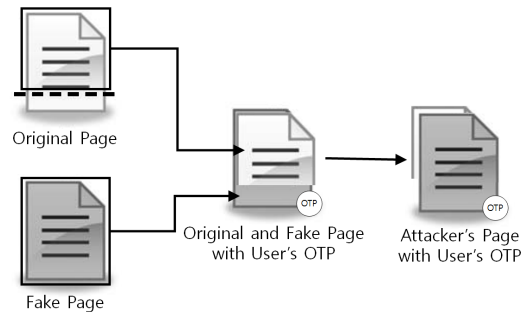 Original Page
Fake Page
OTP
Original and Fake Page
with User's OTP
OTP
Attacker's Page
with User's OTP